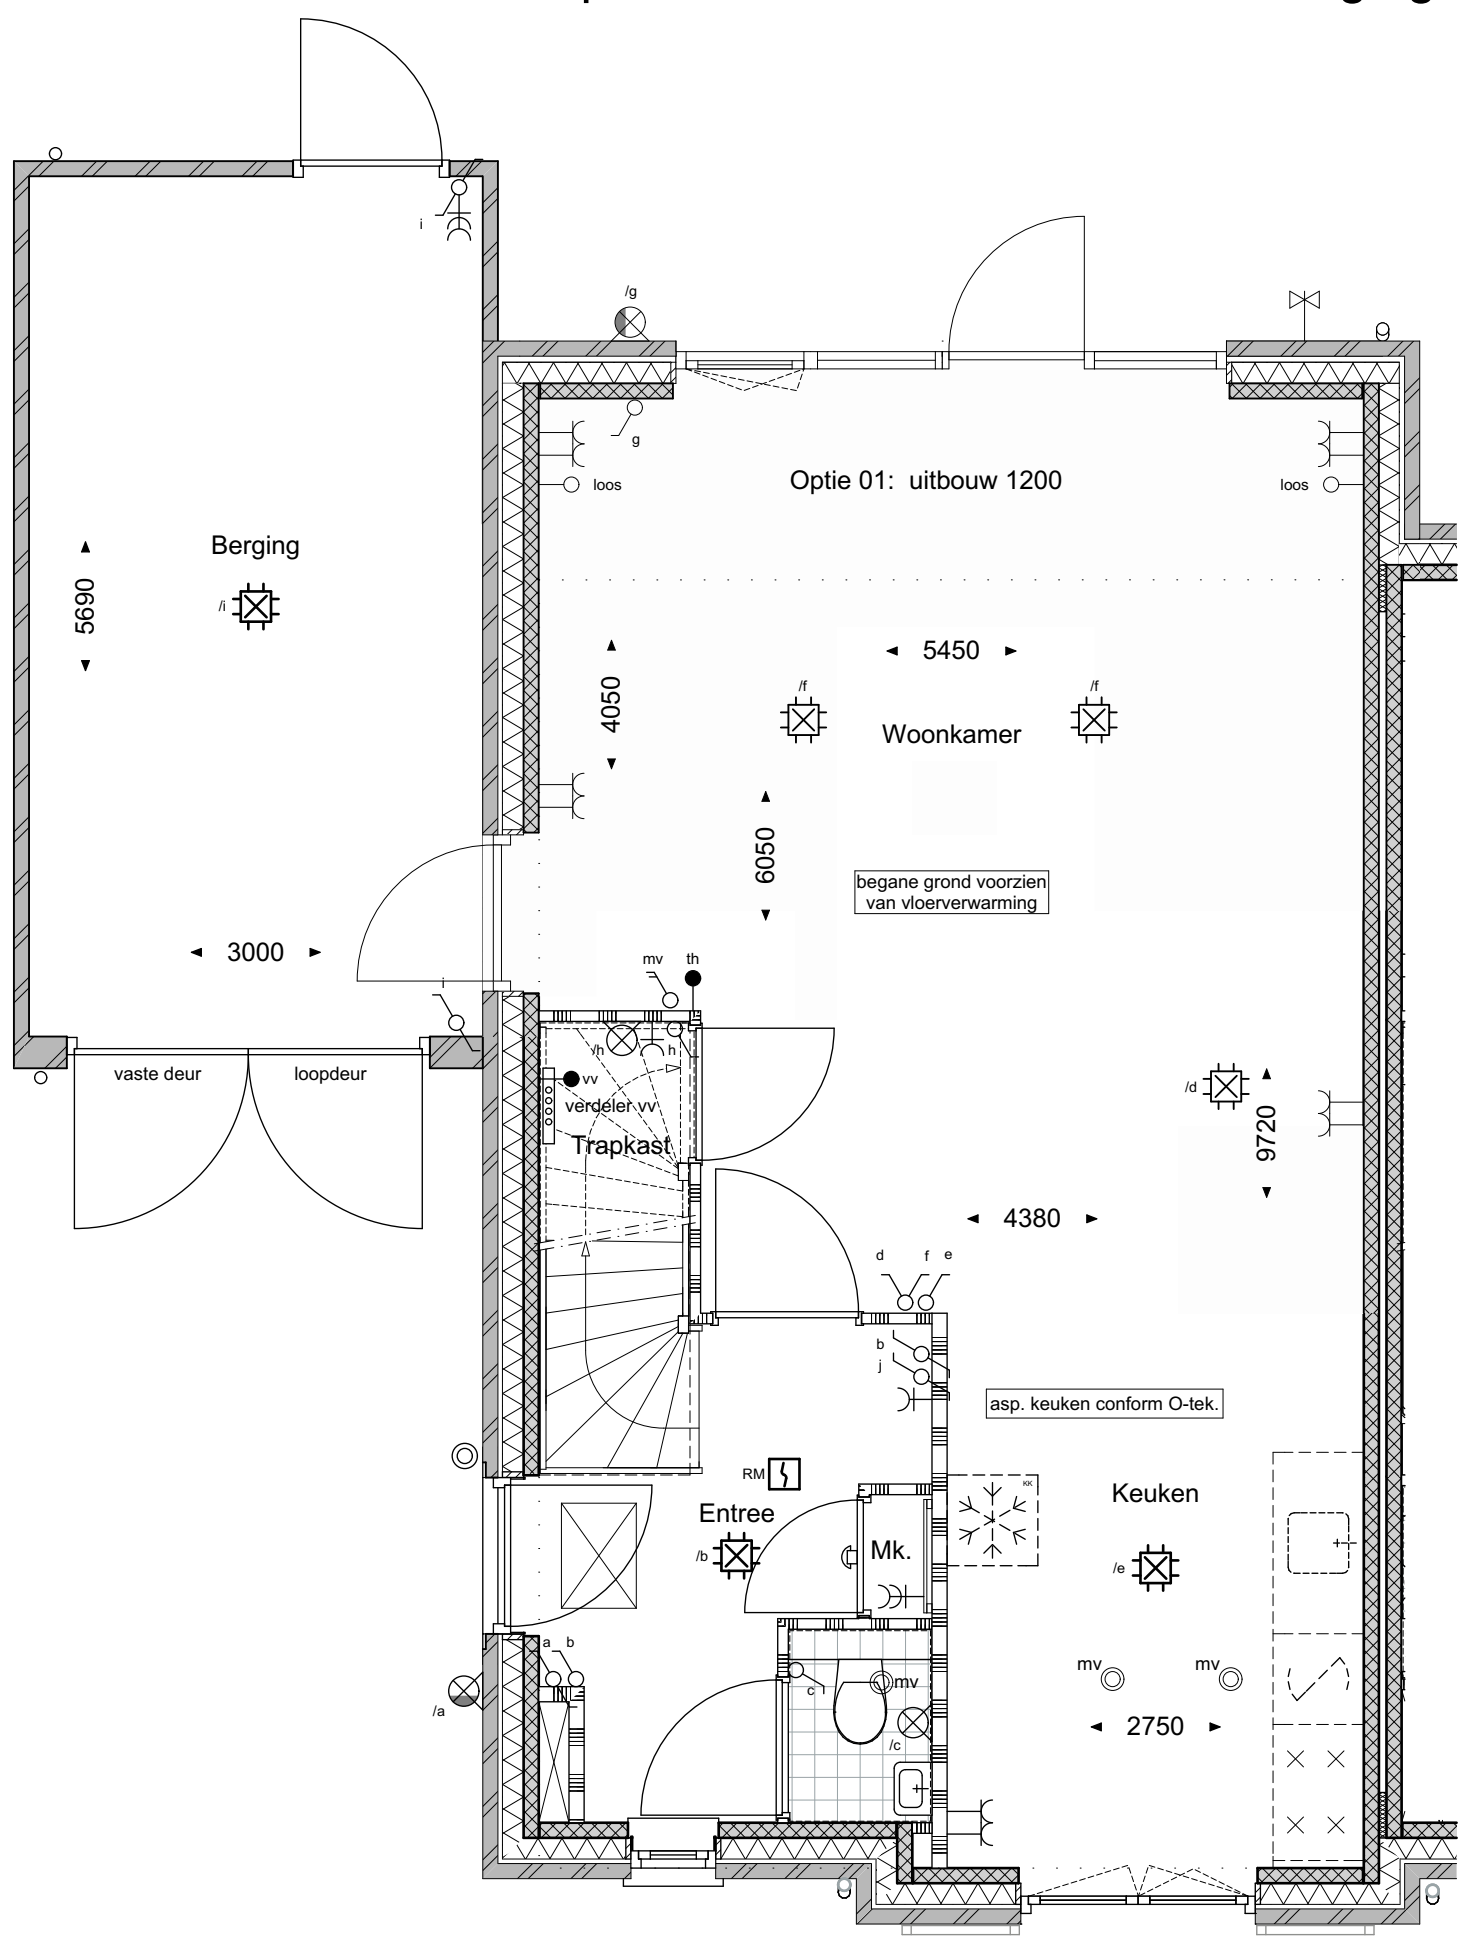 /g
i
g
loos
Optie 01: uitbouw 1200
loos
Berging
/i
5690
5450
4050
/f
/f
Woonkamer
6050
begane grond voorzien
van vloerverwarming
3000
mv
th
i
/h
h
vaste deur
loopdeur
vv
verdeler vv
Trapkast
/d
9720
4380
d
f
e
b
j
asp. keuken conform O-tek.
RM
KK
Keuken
Entree
/b
Mk.
/e
a
b
c
mv
mv
mv
/a
/c
2750